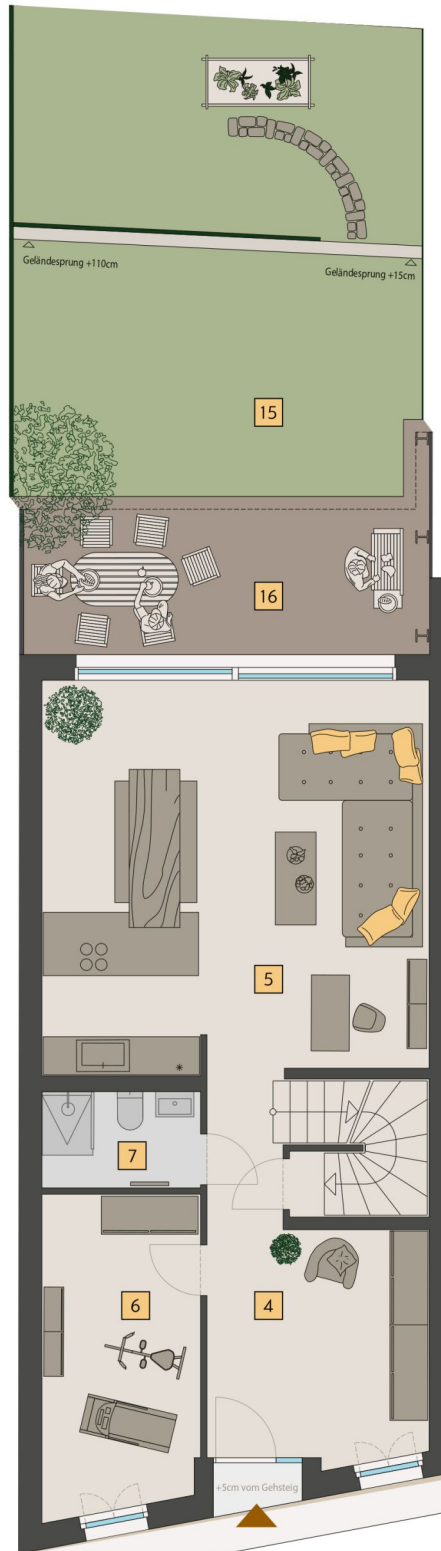 Geländesprung +110cm
Geländesprung +15cm
15
16
5
7
6
4
+5cm vom Gehsteig